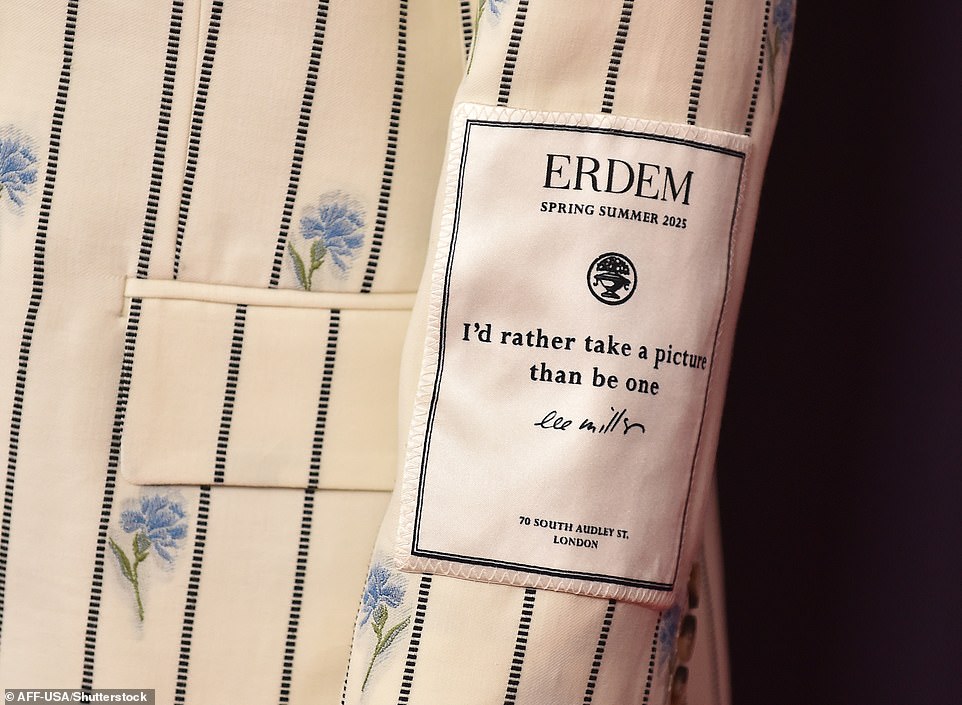 ERDEM
SPRING SUMMER 2025
I'd rather take a picture
than be one
lee miller
70 SOUTH AUDLEY ST.
LONDON
© AFF-USA/Shutterstock